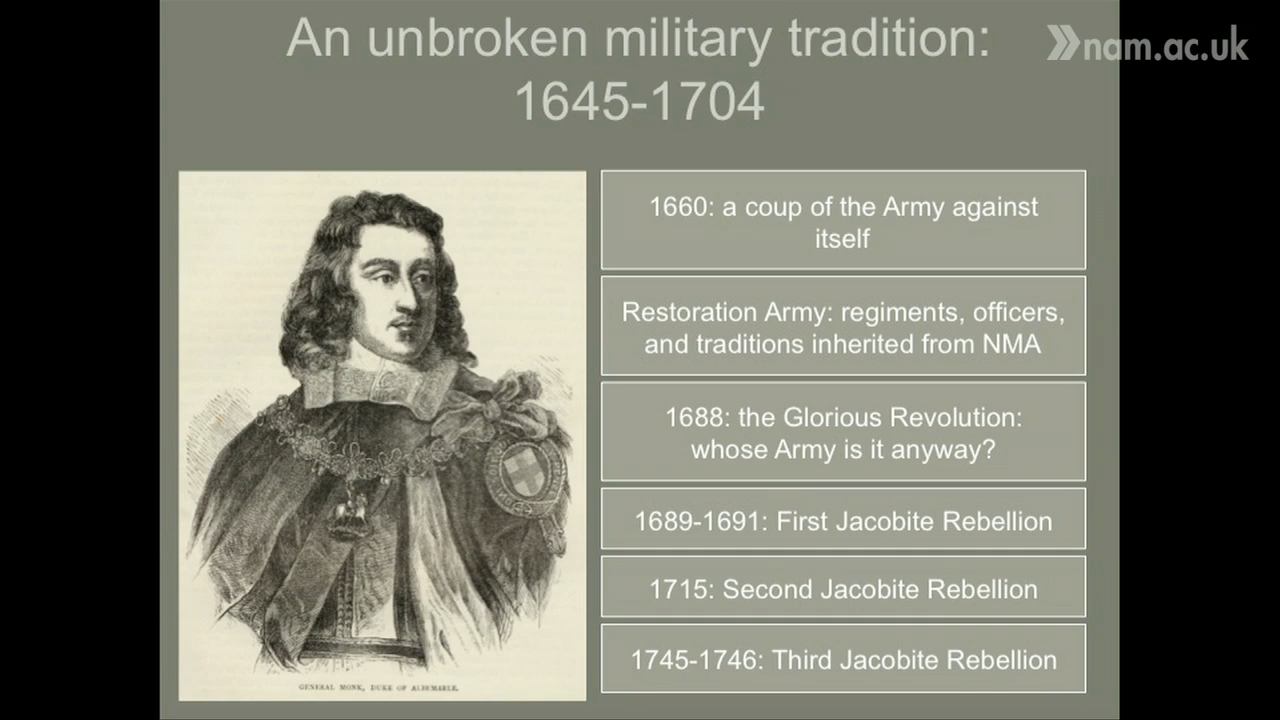 An unbroken military tradition:
1645-1704
nam.ac.uk
1660: a coup of the Army against
itself
Restoration Army: regiments, officers,
and traditions inherited from NMA
1688: the Glorious Revolution:
whose Army is it anyway?
1689-1691: First Jacobite Rebellion
1715: Second Jacobite Rebellion
1745-1746: Third Jacobite Rebellion
GENERAL MONK, DUKE OF ALBEMARLE.